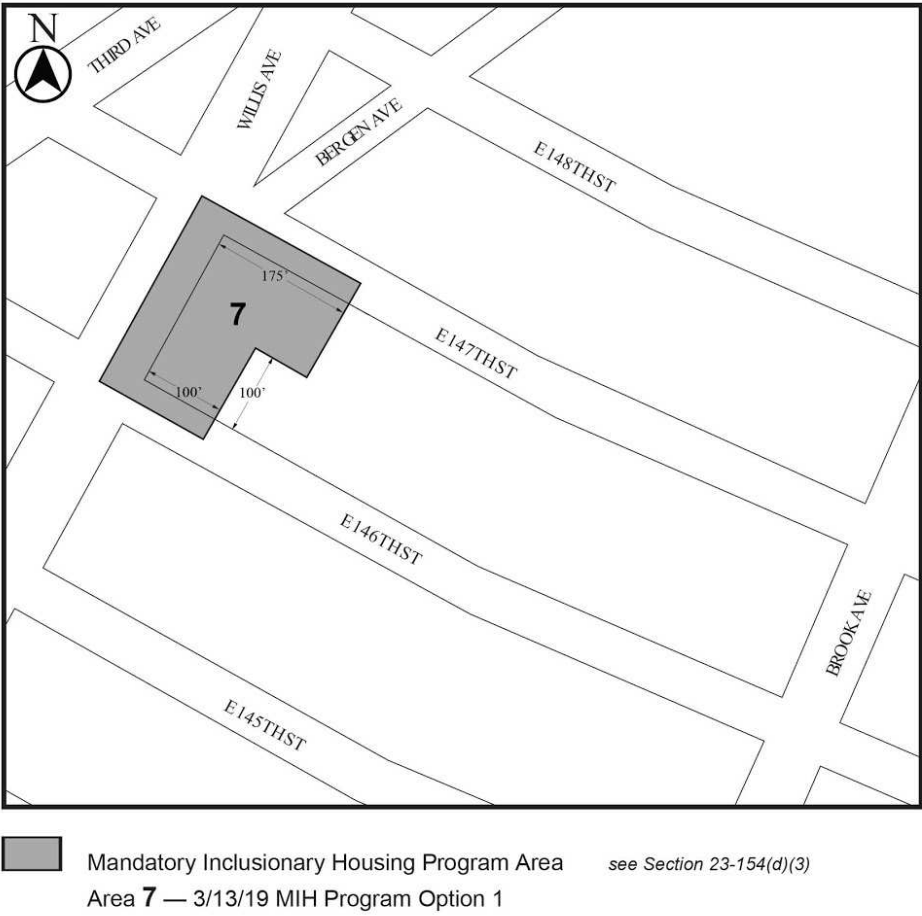 N
THIRD AVE
WILLIS AVE
BERGEN AVE
E148THST
175'
7
E147THST
100'
100'
E146THST
BROOK AVE
E145THST
Mandatory Inclusionary Housing Program Area see Section 23-154(d)(3)
Area 7 — 3/13/19 MIH Program Option 1